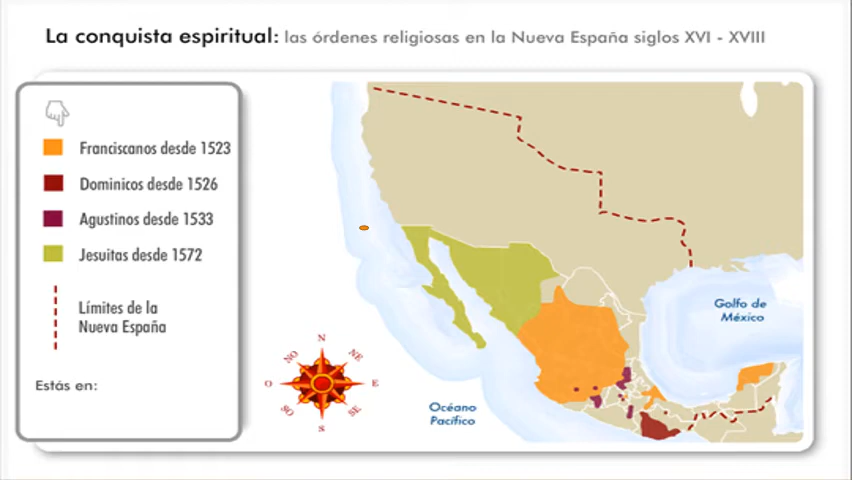 La conquista espiritual: las órdenes religiosas en la Nueva España siglos XVI - XVIII
Franciscanos desde 1523
Dominicos desde 1526
Agustinos desde 1533
Jesuitas desde 1572
Límites de la
Nueva España
Estás en:
Golfo de
México
Océano
Pacífico
N
NO
NE
O
E
SO
SE
S